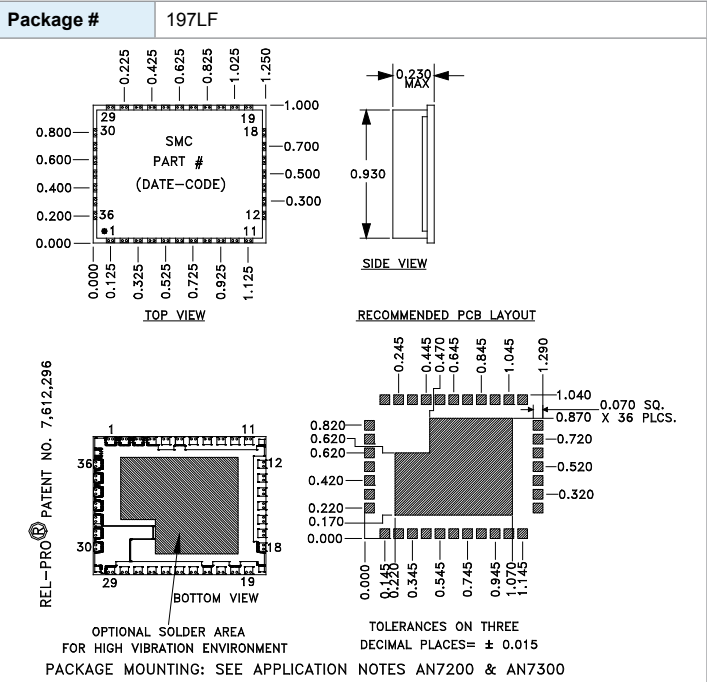 Package # 197LF
0.225 0.425 0.625 0.825 1.025 1.250
0.230
MAX
1.000
29 19
30 18
0.800
SMC
0.700
PART #
0.600
0.500
0.930
(DATE-CODE)
0.400
0.300
0.200
36 12
1 11
0.000
0.000 0.125 0.325 0.525 0.725 0.925 1.125
SIDE VIEW
TOP VIEW
RECOMMENDED PCB LAYOUT
0.245 0.445 0.470 0.645 0.845 1.045 1.290
1.040
0.070 SQ.
X 36 PLCS.
0.870
0.820
0.720
0.620
0.620
0.520
0.420
0.320
0.220
0.170
0.000
0.000 0.145 0.220 0.345 0.545 0.745 0.945 1.070 1.145
REL-PRO® PATENT NO. 7,612,296
1 11
36 12
30 18
29 19
BOTTOM VIEW
OPTIONAL SOLDER AREA
FOR HIGH VIBRATION ENVIRONMENT
TOLERANCES ON THREE
DECIMAL PLACES= ± 0.015
PACKAGE MOUNTING: SEE APPLICATION NOTES AN7200 & AN7300